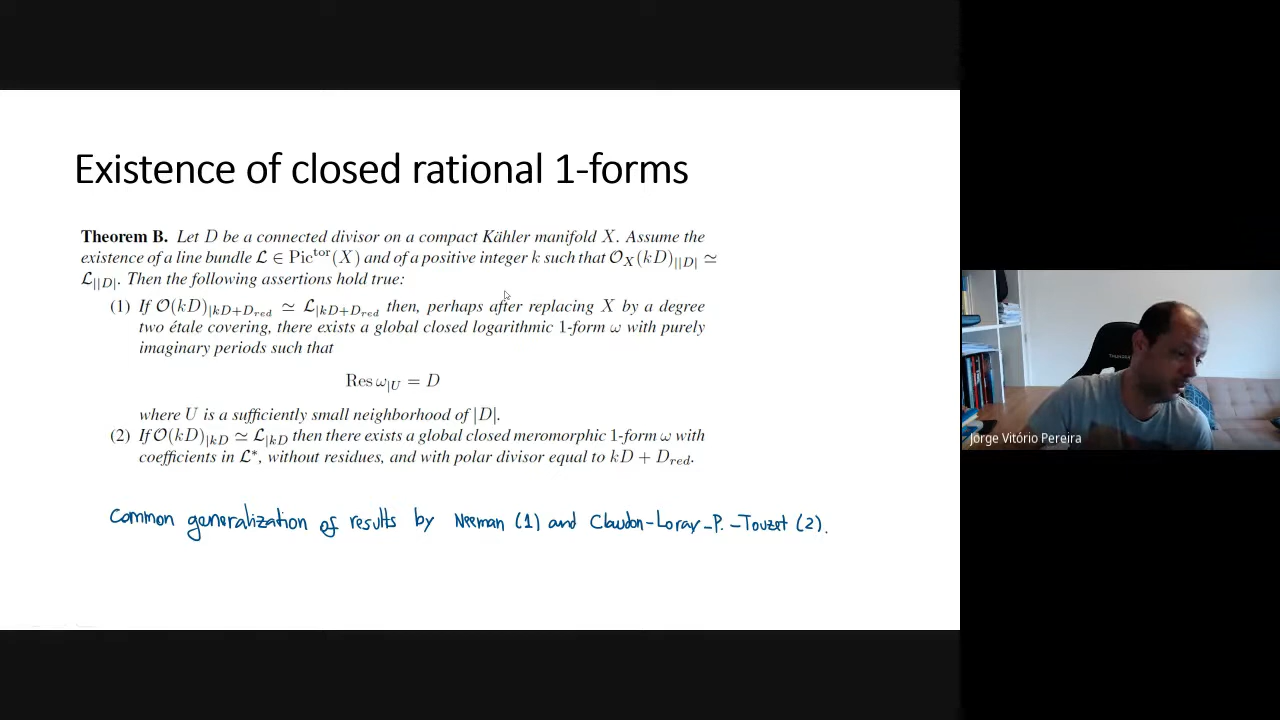 Existence of closed rational 1-forms
Theorem B. Let D be a connected divisor on a compact Kähler manifold X. Assume the
existence of a line bundle ℒ ∈ Pic^tor(X) and of a positive integer k such that 𝒪_X(kD)_{||D|} ≃
ℒ_{||D|}. Then the following assertions hold true:
(1) If 𝒪(kD)_{|kD+D_red} ≃ ℒ_{|kD+D_red} then, perhaps after replacing X by a degree
two étale covering, there exists a global closed logarithmic 1-form ω with purely
imaginary periods such that
Res ω_{|U} = D
where U is a sufficiently small neighborhood of |D|.
(2) If 𝒪(kD)_{|kD} ≃ ℒ_{|kD} then there exists a global closed meromorphic 1-form ω with
coefficients in ℒ*, without residues, and with polar divisor equal to kD + D_red.
Common generalization of results by Neeman (1) and Claudon-Loray-P.-Touzet (2).
Jorge Vitório Pereira